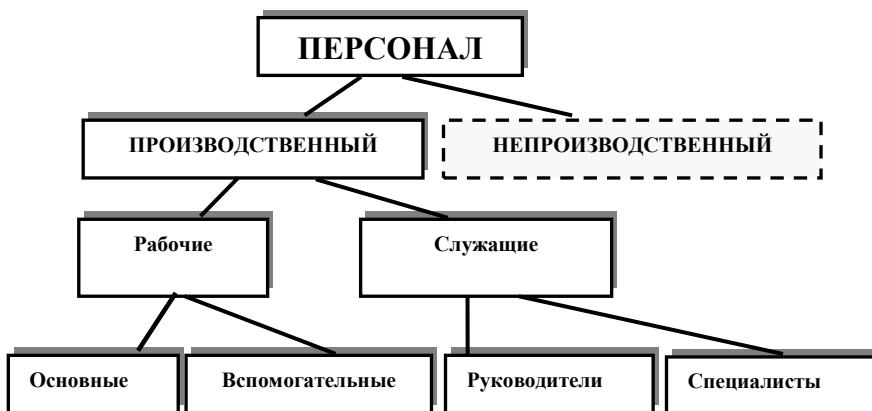 ПЕРСОНАЛ
ПРОИЗВОДСТВЕННЫЙ
НЕПРОИЗВОДСТВЕННЫЙ
Рабочие
Служащие
Основные
Вспомогательные
Руководители
Специалисты